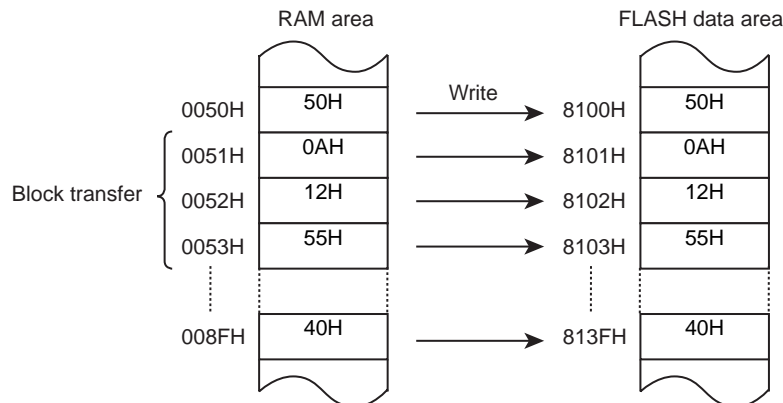 RAM area FLASH data area
0050H 50H Write 8100H 50H
0051H 0AH 8101H 0AH
Block transfer 0052H 12H 8102H 12H
0053H 55H 8103H 55H
008FH 40H 813FH 40H